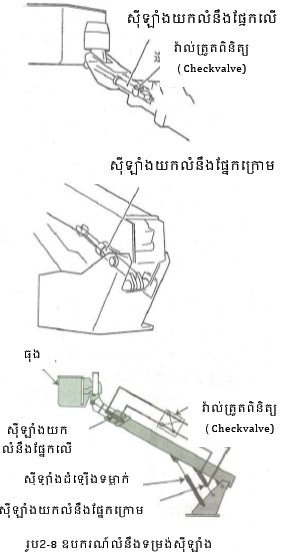 ស៊ីឡាំងយកលំនឹងផ្នែកលើ
វ៉ាល់ត្រួតពិនិត្យ
(Checkvalve)
ស៊ីឡាំងយកលំនឹងផ្នែកក្រោម
ធុង
វ៉ាល់ត្រួតពិនិត្យ
(Checkvalve)
ស៊ីឡាំងយក
លំនឹងផ្នែកលើ
ស៊ីឡាំងដំឡើងទម្លាក់
ស៊ីឡាំងយកលំនឹងផ្នែកក្រោម
រូប2-8 ឧបករណ៍លំនឹងទម្រង់ស៊ីឡាំង